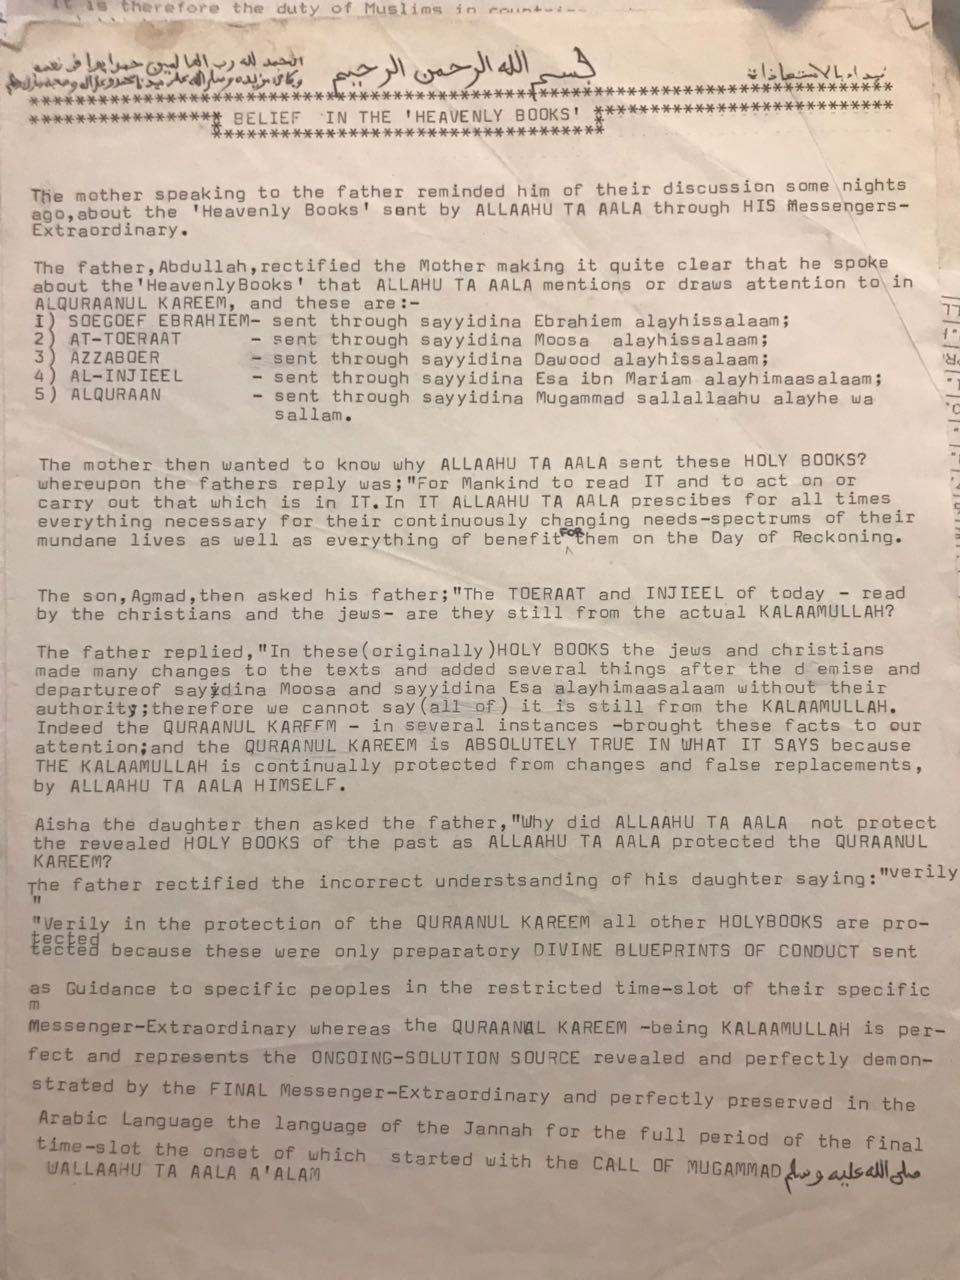 It is therefore the duty of Muslims in
الحمد لله رب العالمين حمدا يوافى نعمه
بسم الله الرحمن الرحيم
**************************************************************
***************** BELIEF IN THE 'HEAVENLY BOOKS' **********************
********************************
The mother speaking to the father reminded him of their discussion some nights
ago,about the 'Heavenly Books' sent by ALLAAHU TA AALA through HIS Messengers-
Extraordinary.
The father,Abdullah,rectified the Mother making it quite clear that he spoke
about the'HeavenlyBooks' that ALLAHU TA AALA mentions or draws attention to in
ALQURAANUL KAREEM, and these are:-
1) SOEGOEF EBRAHIEM- sent through sayyidina Ebrahiem alayhissalaam;
2) AT-TOERAAT - sent through sayyidina Moosa alayhissalaam;
3) AZZABOER - sent through sayyidina Dawood alayhissalaam;
4) AL-INJIEEL - sent through sayyidina Esa ibn Mariam alayhimaasalaam;
5) ALQURAAN - sent through sayyidina Mugammad sallallaahu alayhe wa
sallam.
The mother then wanted to know why ALLAAHU TA AALA sent these HOLY BOOKS?
whereupon the fathers reply was;"For Mankind to read IT and to act on or
carry out that which is in IT.In IT ALLAAHU TA AALA prescibes for all times
everything necessary for their continuously changing needs-spectrums of their
mundane lives as well as everything of benefit FOR them on the Day of Reckoning.
The son,Agmad,then asked his father;"The TOERAAT and INJIEEL of today - read
by the christians and the jews- are they still from the actual KALAAMULLAH?
The father replied,"In these(originally)HOLY BOOKS the jews and christians
made many changes to the texts and added several things after the d emise and
departureof sayyidina Moosa and sayyidina Esa alayhimaasalaam without their
authority;therefore we cannot say(all of) it is still from the KALAAMULLAH.
Indeed the QURAANUL KAREEM - in several instances -brought these facts to our
attention;and the QURAANUL KAREEM is ABSOLUTELY TRUE IN WHAT IT SAYS because
THE KALAAMULLAH is continually protected from changes and false replacements,
by ALLAAHU TA AALA HIMSELF.
Aisha the daughter then asked the father,"Why did ALLAAHU TA AALA not protect
the revealed HOLY BOOKS of the past as ALLAAHU TA AALA protected the QURAANUL
KAREEM?
The father rectified the incorrect understsanding of his daughter saying:"verily
"
"Verily in the protection of the QURAANUL KAREEM all other HOLYBOOKS are pro-
tected
tected because these were only preparatory DIVINE BLUEPRINTS OF CONDUCT sent
as Guidance to specific peoples in the restricted time-slot of their specific
m
Messenger-Extraordinary whereas the QURAANUL KAREEM -being KALAAMULLAH is per-
fect and represents the ONGOING-SOLUTION SOURCE revealed and perfectly demon-
strated by the FINAL Messenger-Extraordinary and perfectly preserved in the
Arabic Language the language of the Jannah for the full period of the final
time-slot the onset of which started with the CALL OF MUGAMMAD صلى الله عليه وسلم
WALLAAHU TA AALA A'ALAM